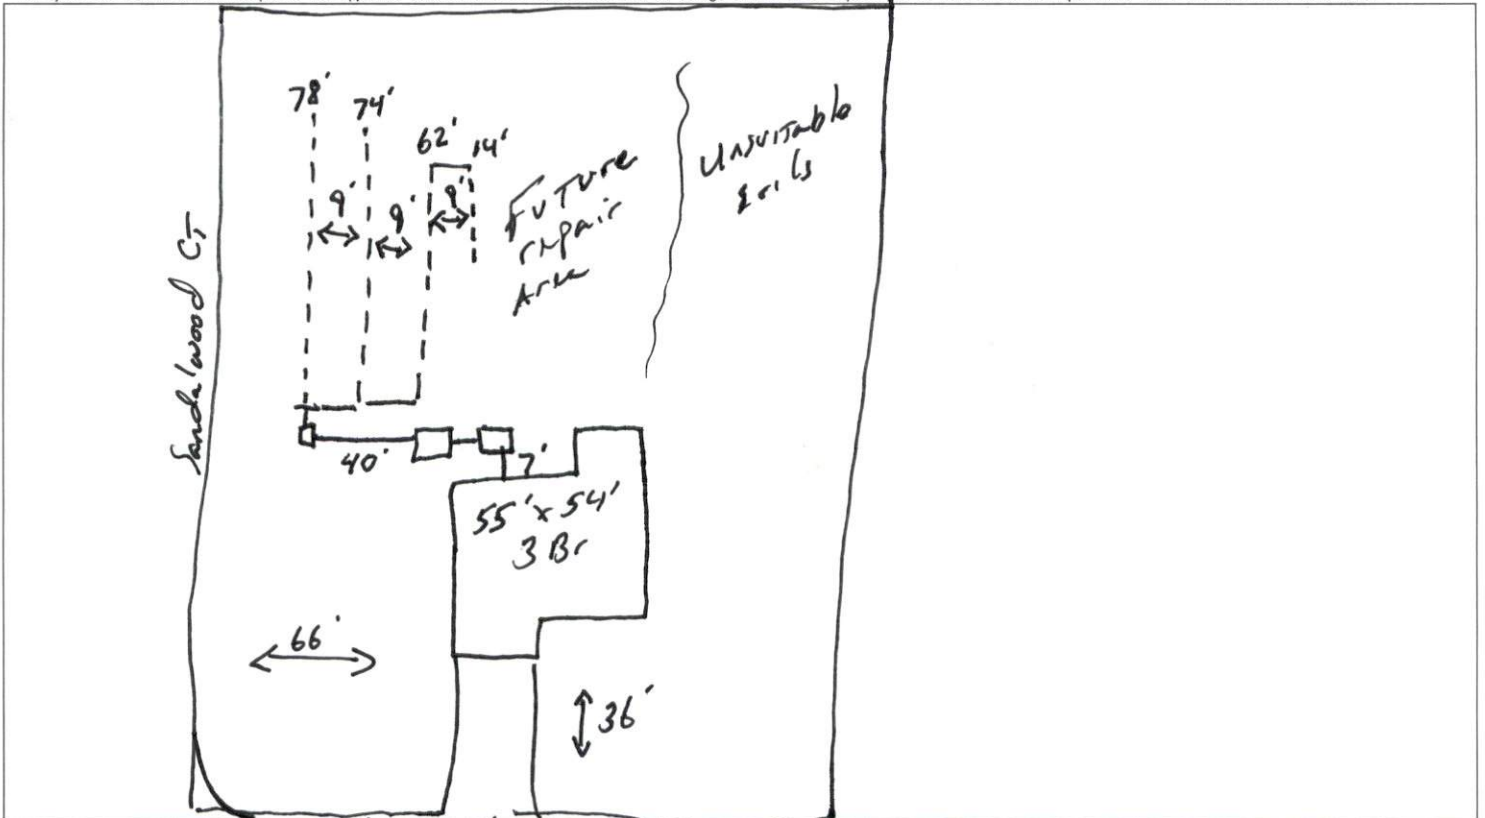 78'
74'
62'
14'
9'
9'
9'
Future
repair
Area
Unsuitable
soils
Sandalwood CT
40'
7'
55' x 54'
3 Br
66'
36'